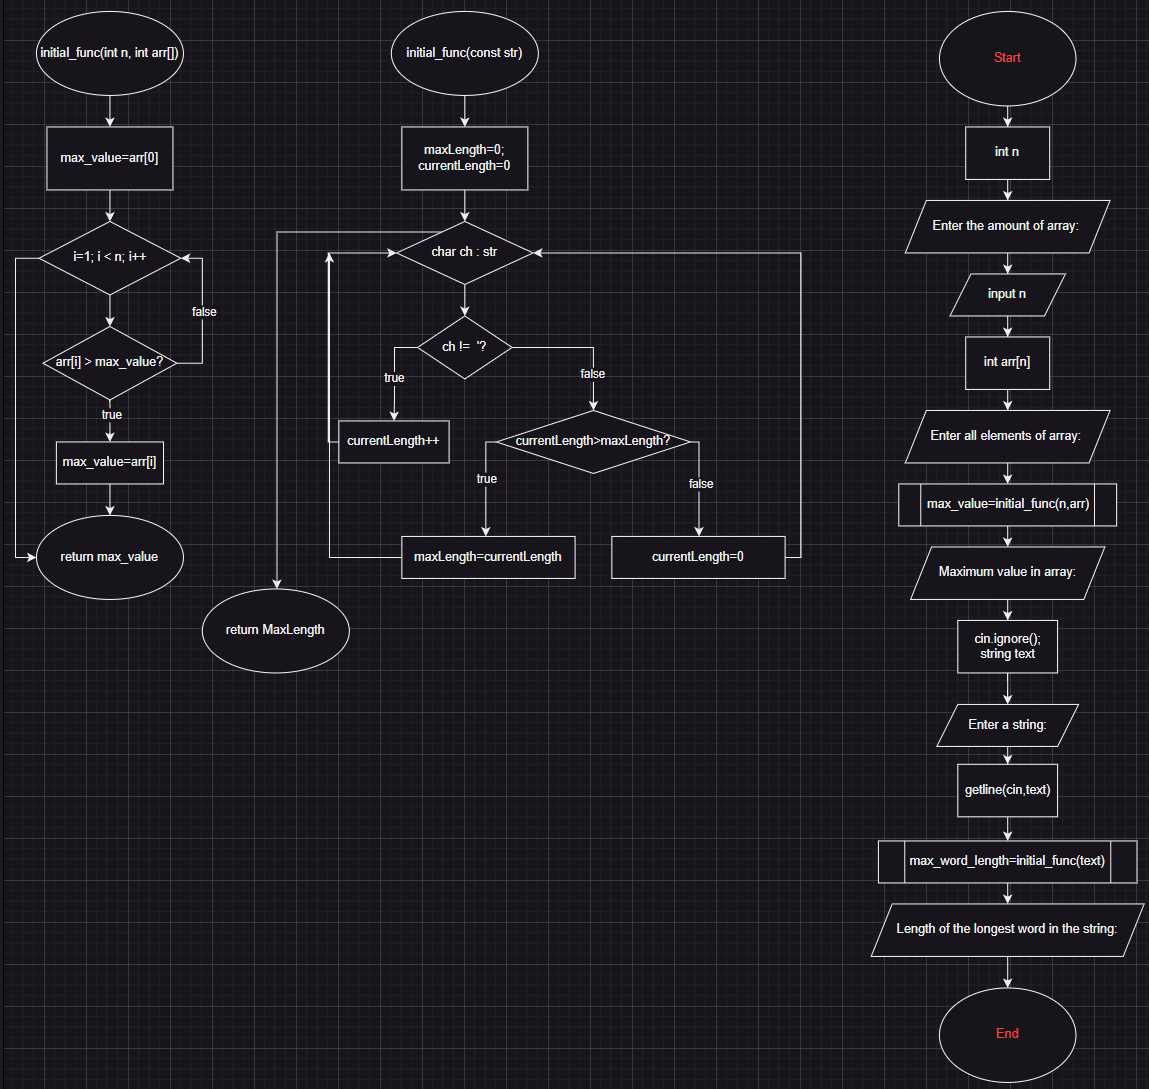 initial_func(int n, int arr[])
max_value=arr[0]
i=1; i < n; i++
false
arr[i] > max_value?
true
max_value=arr[i]
return max_value
initial_func(const str)
maxLength=0;
currentLength=0
char ch : str
ch != '?
true
false
currentLength++
currentLength>maxLength?
true
false
maxLength=currentLength
currentLength=0
return MaxLength
Start
int n
Enter the amount of array:
input n
int arr[n]
Enter all elements of array:
max_value=initial_func(n,arr)
Maximum value in array:
cin.ignore();
string text
Enter a string:
getline(cin,text)
max_word_length=initial_func(text)
Length of the longest word in the string:
End